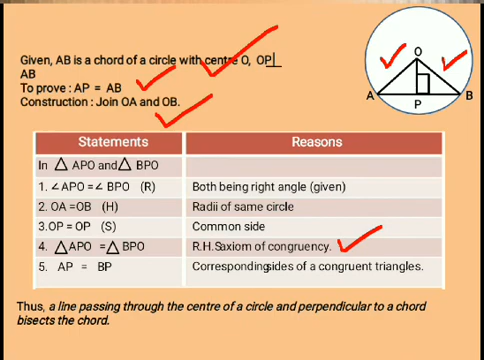 Given, AB is a chord of a circle with centre O, OP⊥
AB
To prove : AP = AB
Construction : Join OA and OB.
O
A
P
B
Statements Reasons
In △ APO and △ BPO
1. ∠APO =∠ BPO (R) Both being right angle (given)
2. OA =OB (H) Radii of same circle
3.OP = OP (S) Common side
4. △APO =△BPO R.H.Saxiom of congruency.
5. AP = BP Correspondingsides of a congruent triangles.
Thus, a line passing through the centre of a circle and perpendicular to a chord
bisects the chord.